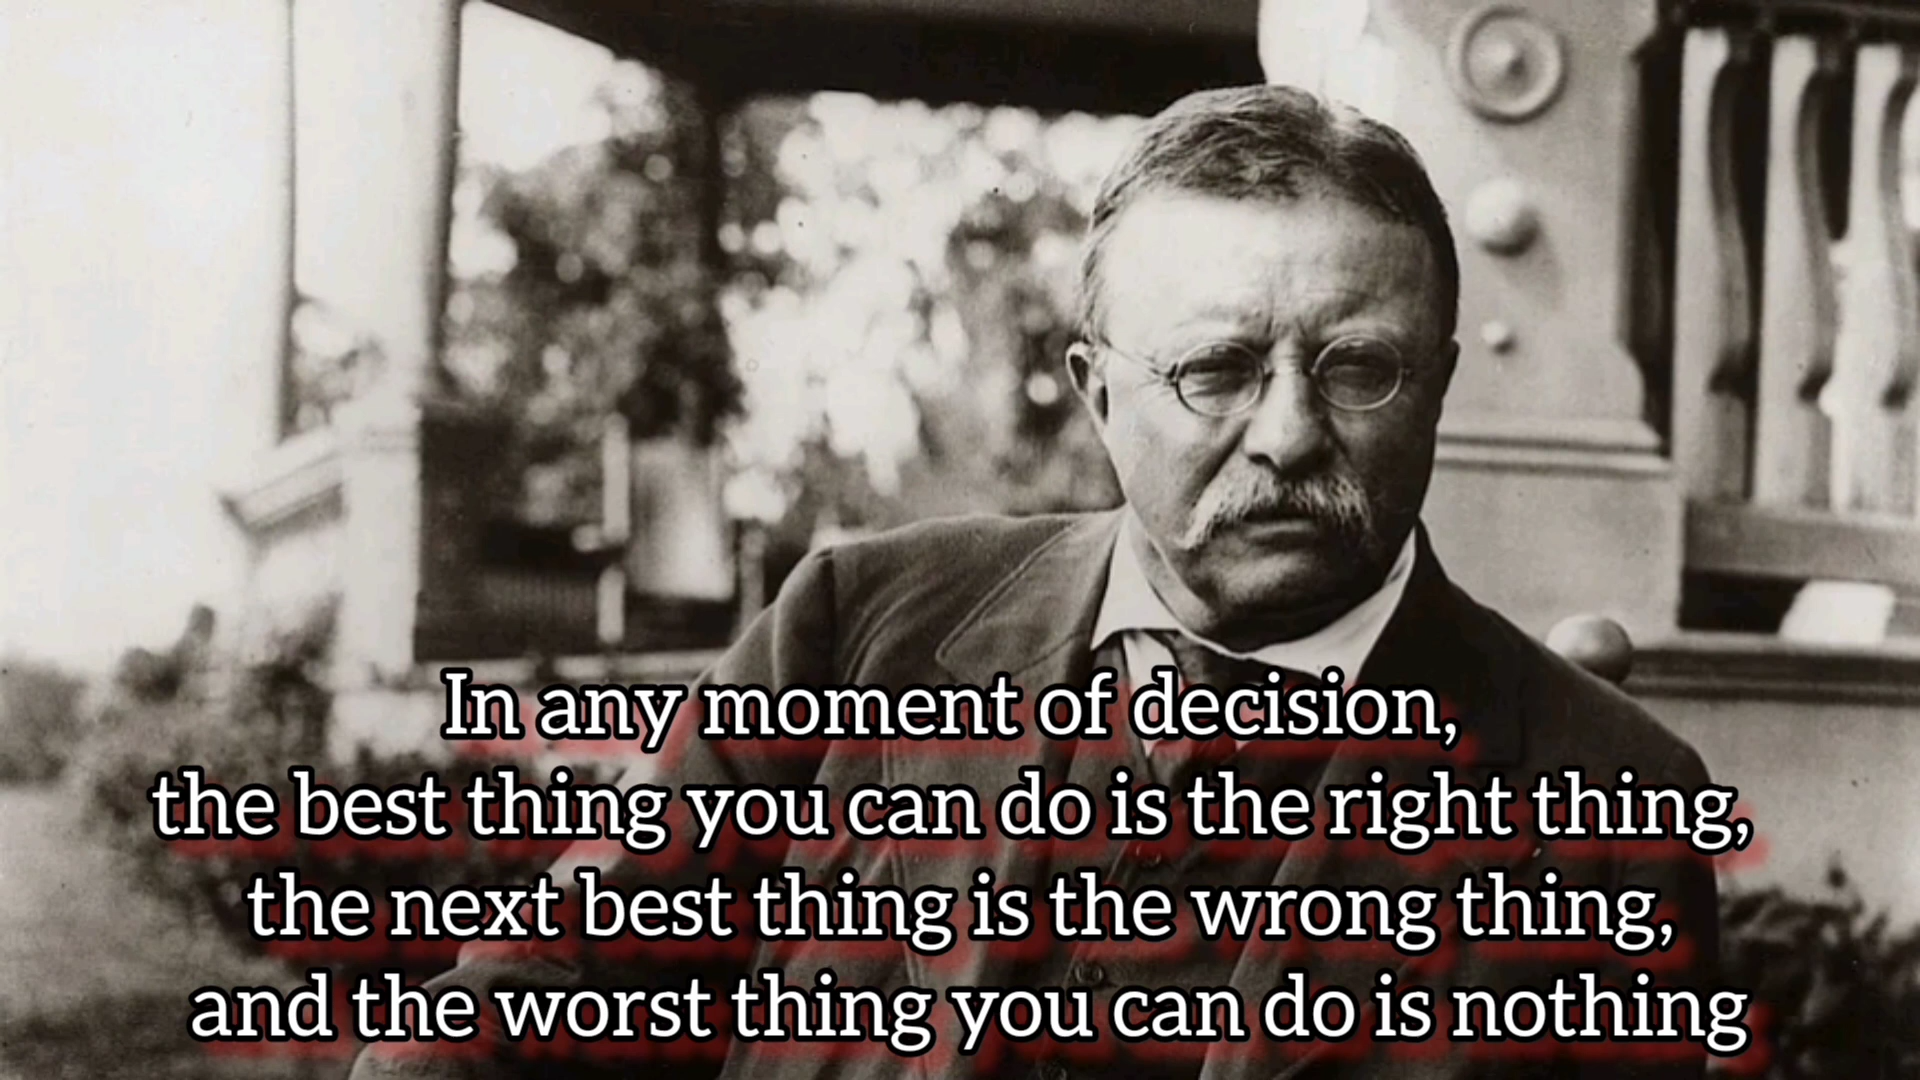 In any moment of decision,
the best thing you can do is the right thing,
the next best thing is the wrong thing,
and the worst thing you can do is nothing